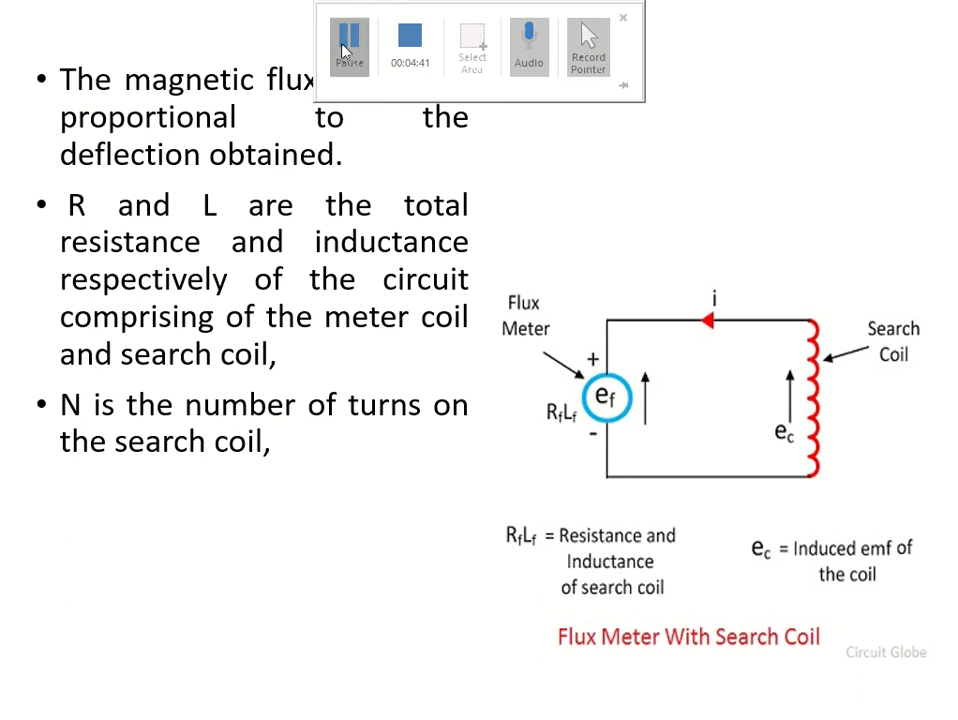 Pause
00:04:41
Select
Area
Audio
Record
Pointer
• The magnetic flux
proportional to the
deflection obtained.
• R and L are the total
resistance and inductance
respectively of the circuit
comprising of the meter coil
and search coil,
• N is the number of turns on
the search coil,
Flux
Meter
i
Search
Coil
+
ef
RfLf
-
ec
RfLf = Resistance and
Inductance
of search coil
ec = Induced emf of
the coil
Flux Meter With Search Coil
Circuit Globe